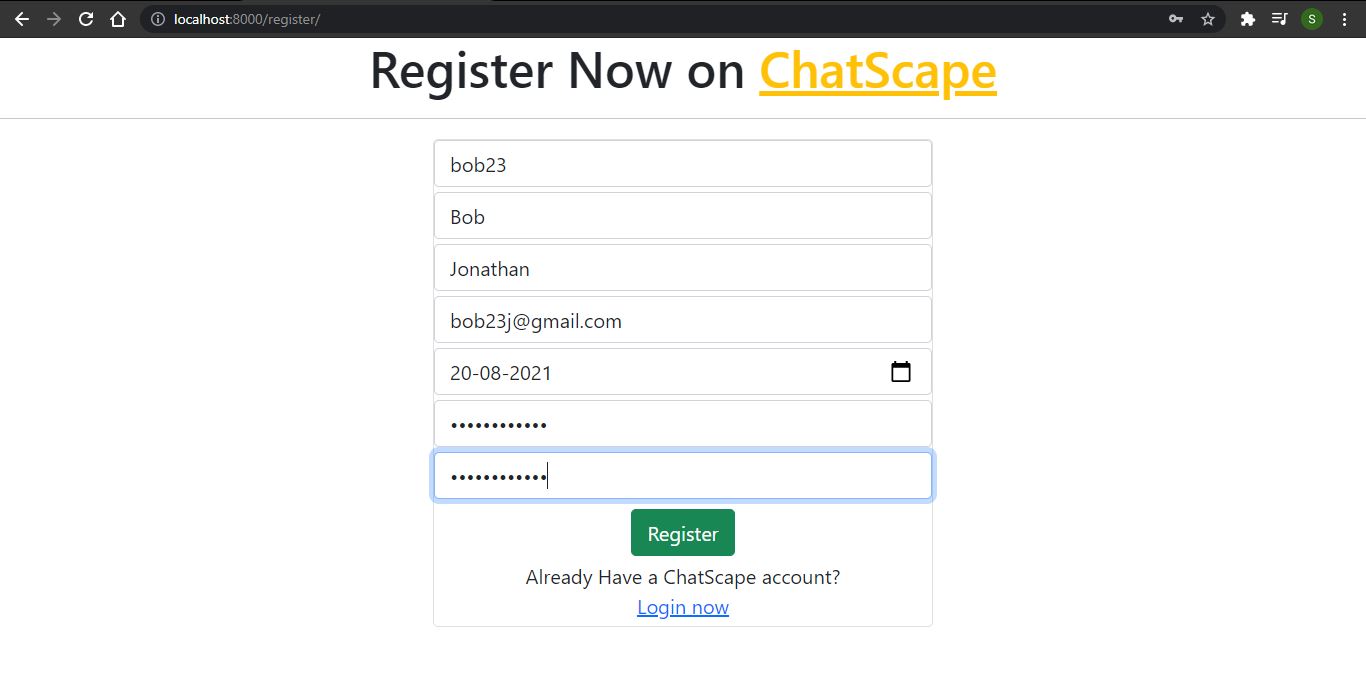 localhost:8000/register/
S
Register Now on ChatScape
bob23
Bob
Jonathan
bob23j@gmail.com
20-08-2021
••••••••••••
••••••••••••
Register
Already Have a ChatScape account?
Login now